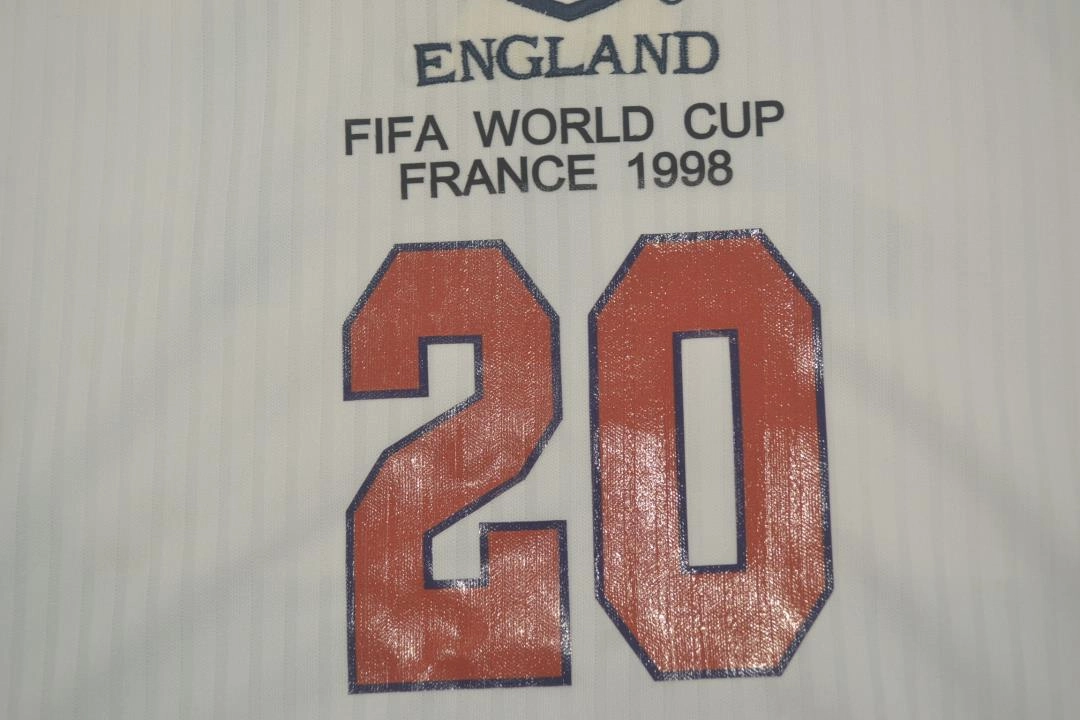 ENGLAND
FIFA WORLD CUP
FRANCE 1998
20